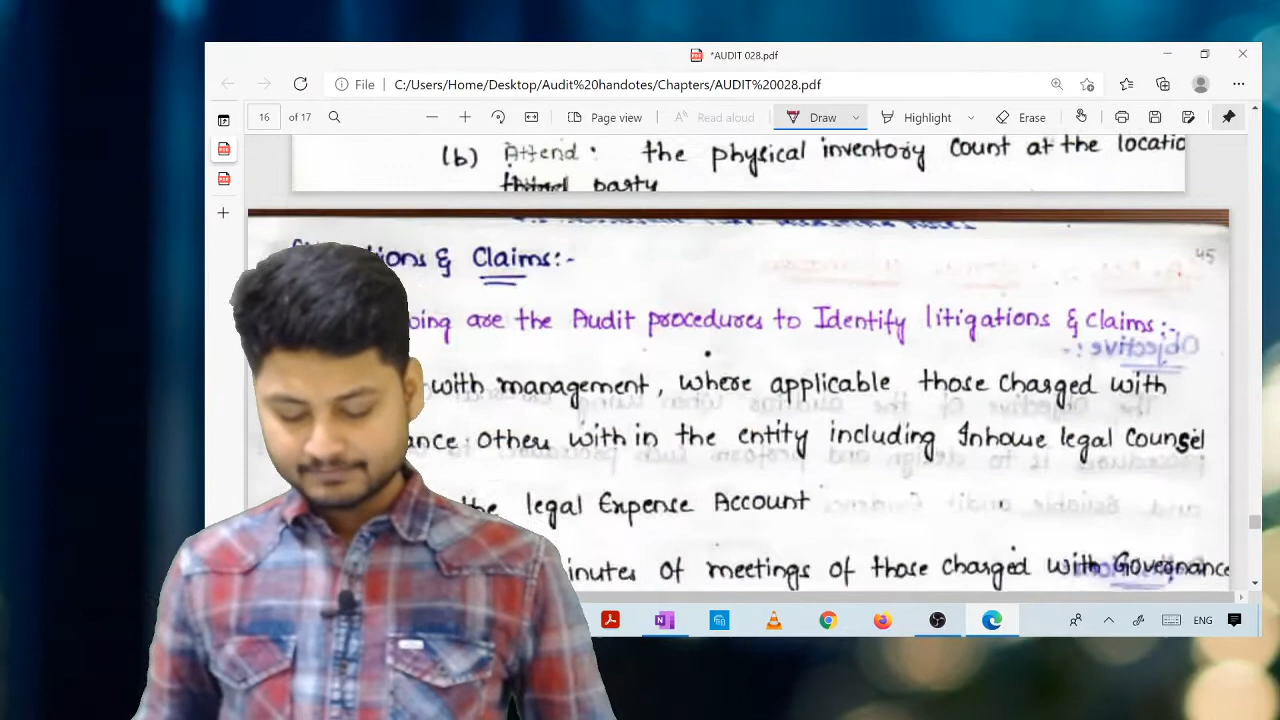 *AUDIT 028.pdf
File | C:/Users/Home/Desktop/Audit%20handotes/Chapters/AUDIT%20028.pdf
16 of 17 Page view Read aloud Draw Highlight Erase
(b) Attend : the physical inventory count at the locatio
third party
45
ions & Claims:-
oing are the Audit procedures to Identify litigations & Claims:-
Objective :-
with management, where applicable those Charged with
ance others with in the entity including Inhouse legal Counsel
the legal Expense Account
inutes of meetings of those charged with Governance
ENG